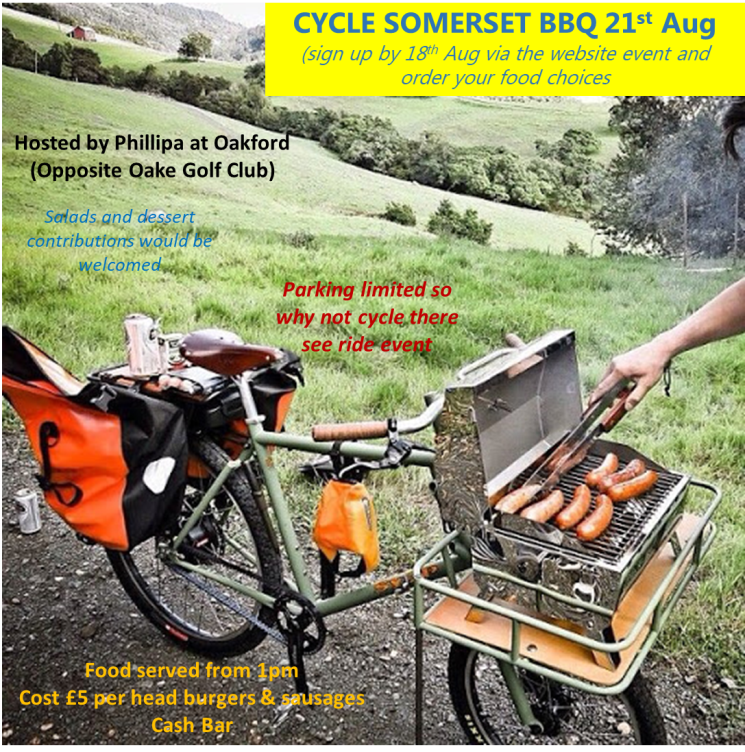 CYCLE SOMERSET BBQ 21st Aug
(sign up by 18th Aug via the website event and
order your food choices
Hosted by Phillipa at Oakford
(Opposite Oake Golf Club)
Salads and dessert
contributions would be
welcomed
Parking limited so
why not cycle there
see ride event
Food served from 1pm
Cost £5 per head burgers & sausages
Cash Bar